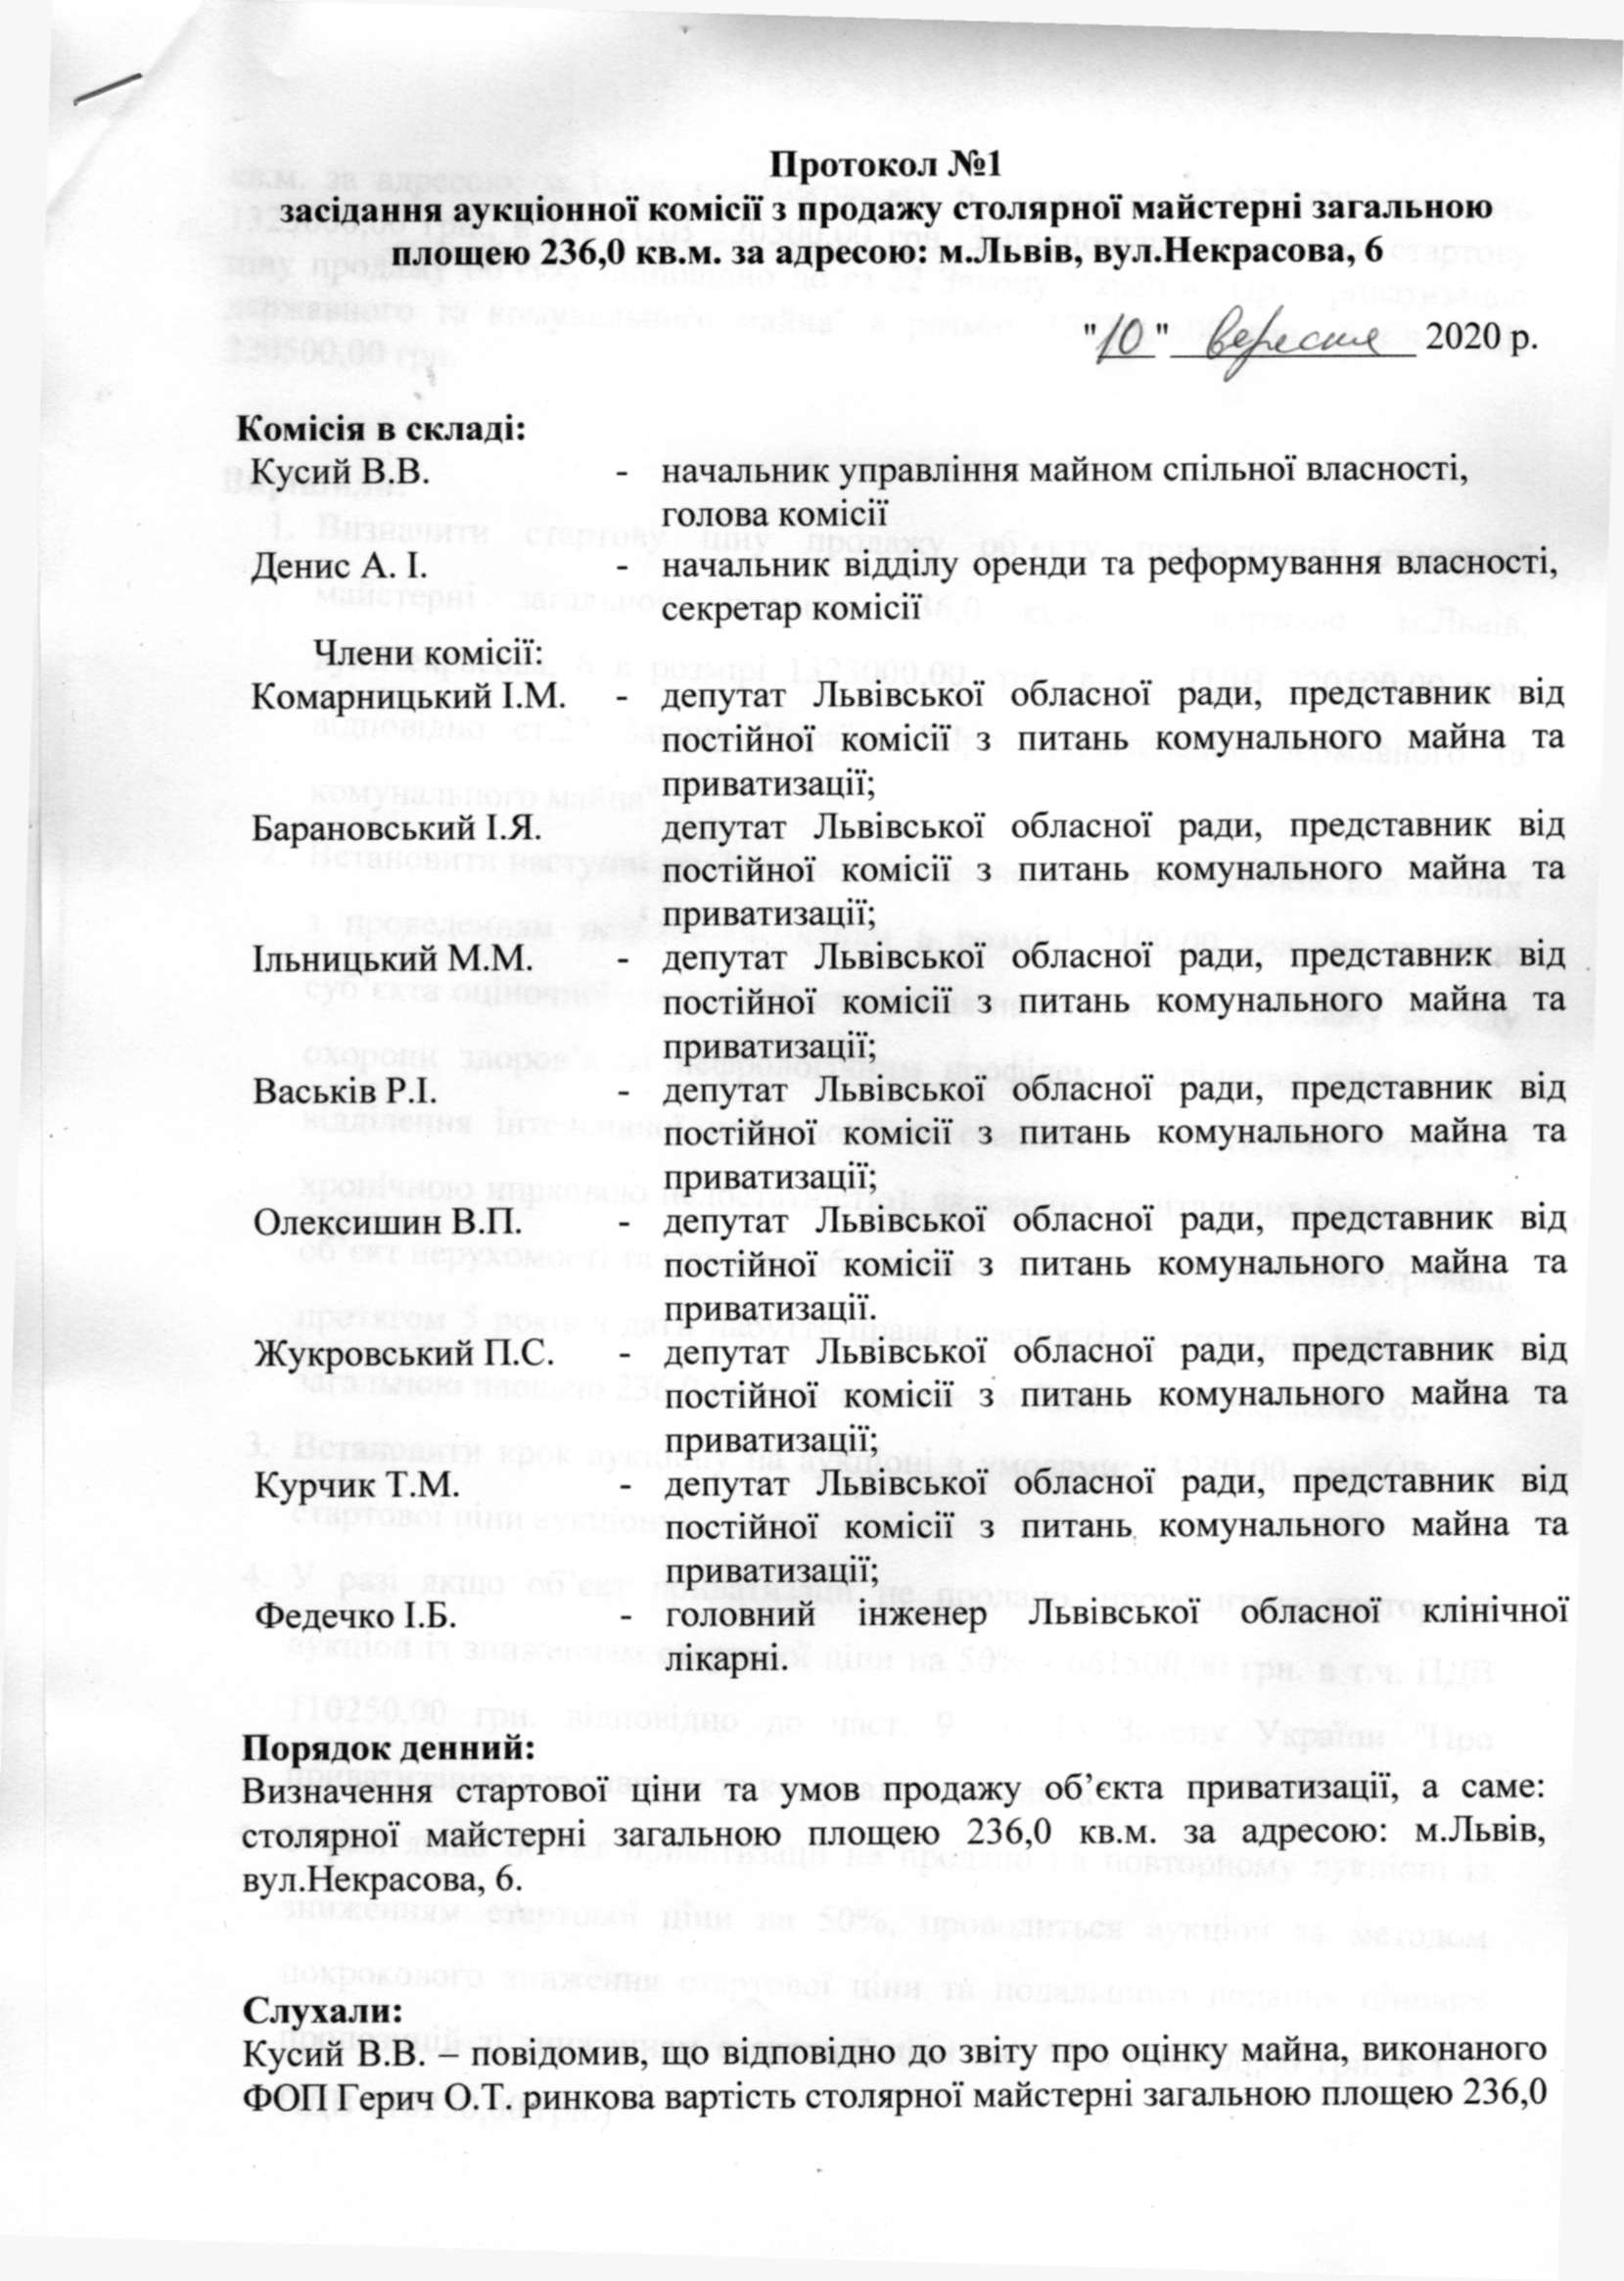 Протокол №1
засідання аукціонної комісії з продажу столярної майстерні загальною
площею 236,0 кв.м. за адресою: м.Львів, вул.Некрасова, 6
"10" вересня 2020 р.
Комісія в складі:
Кусий В.В. - начальник управління майном спільної власності,
голова комісії
Денис А. І. - начальник відділу оренди та реформування власності,
секретар комісії
Члени комісії:
Комарницький І.М. - депутат Львівської обласної ради, представник від
постійної комісії з питань комунального майна та
приватизації;
Барановський І.Я. депутат Львівської обласної ради, представник від
постійної комісії з питань комунального майна та
приватизації;
Ільницький М.М. - депутат Львівської обласної ради, представник від
постійної комісії з питань комунального майна та
приватизації;
Васьків Р.І. - депутат Львівської обласної ради, представник від
постійної комісії з питань комунального майна та
приватизації;
Олексишин В.П. - депутат Львівської обласної ради, представник від
постійної комісії з питань комунального майна та
приватизації.
Жукровський П.С. - депутат Львівської обласної ради, представник від
постійної комісії з питань комунального майна та
приватизації;
Курчик Т.М. - депутат Львівської обласної ради, представник від
постійної комісії з питань комунального майна та
приватизації;
Федечко І.Б. - головний інженер Львівської обласної клінічної
лікарні.
Порядок денний:
Визначення стартової ціни та умов продажу об’єкта приватизації, а саме:
столярної майстерні загальною площею 236,0 кв.м. за адресою: м.Львів,
вул.Некрасова, 6.
Слухали:
Кусий В.В. – повідомив, що відповідно до звіту про оцінку майна, виконаного
ФОП Герич О.Т. ринкова вартість столярної майстерні загальною площею 236,0